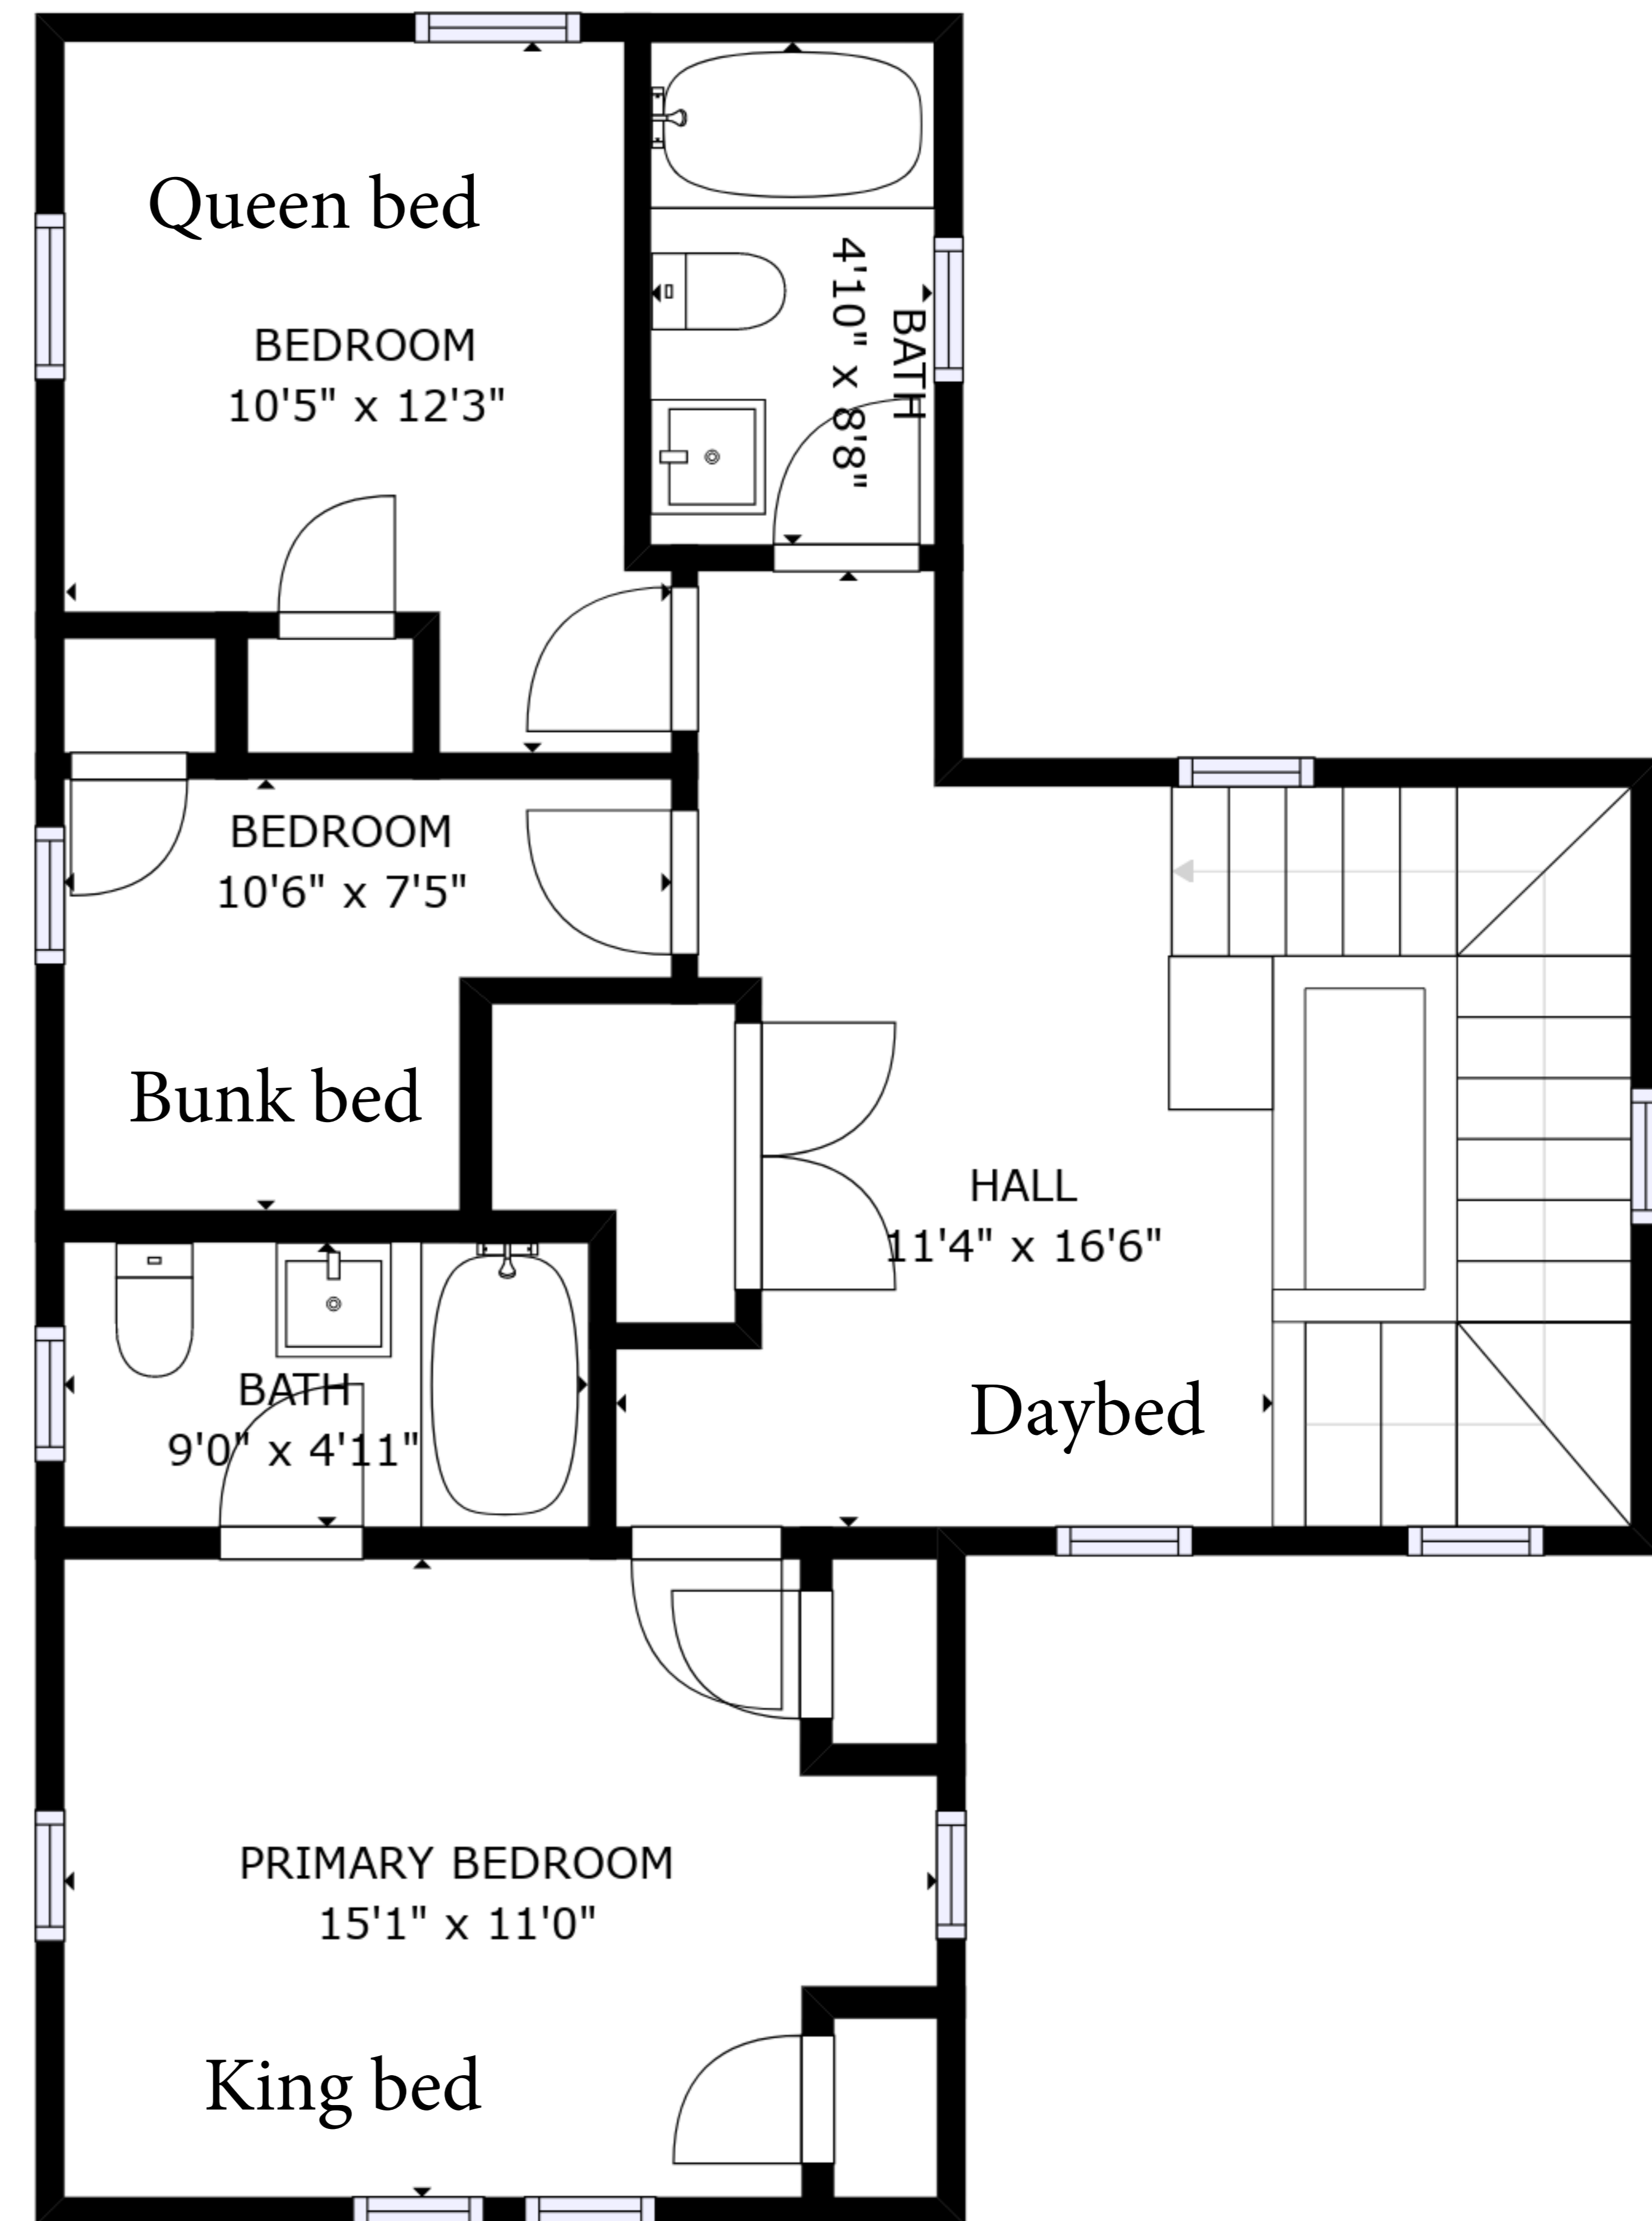 Queen bed
BEDROOM
10'5" x 12'3"
BATH
4'10" x 8'8"
BEDROOM
10'6" x 7'5"
Bunk bed
HALL
11'4" x 16'6"
BATH
9'0" x 4'11"
Daybed
PRIMARY BEDROOM
15'1" x 11'0"
King bed